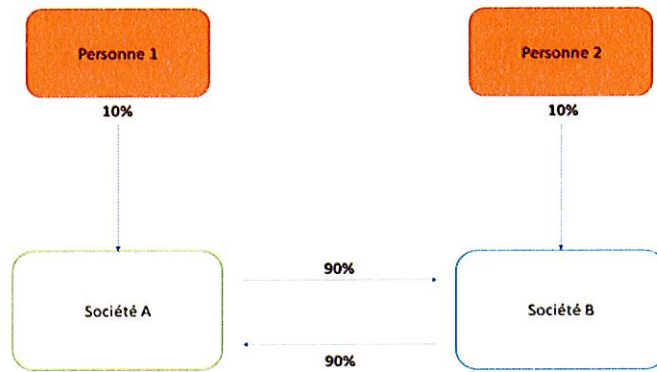 Personne 1
Personne 2
10%
10%
90%
Société A
Société B
90%